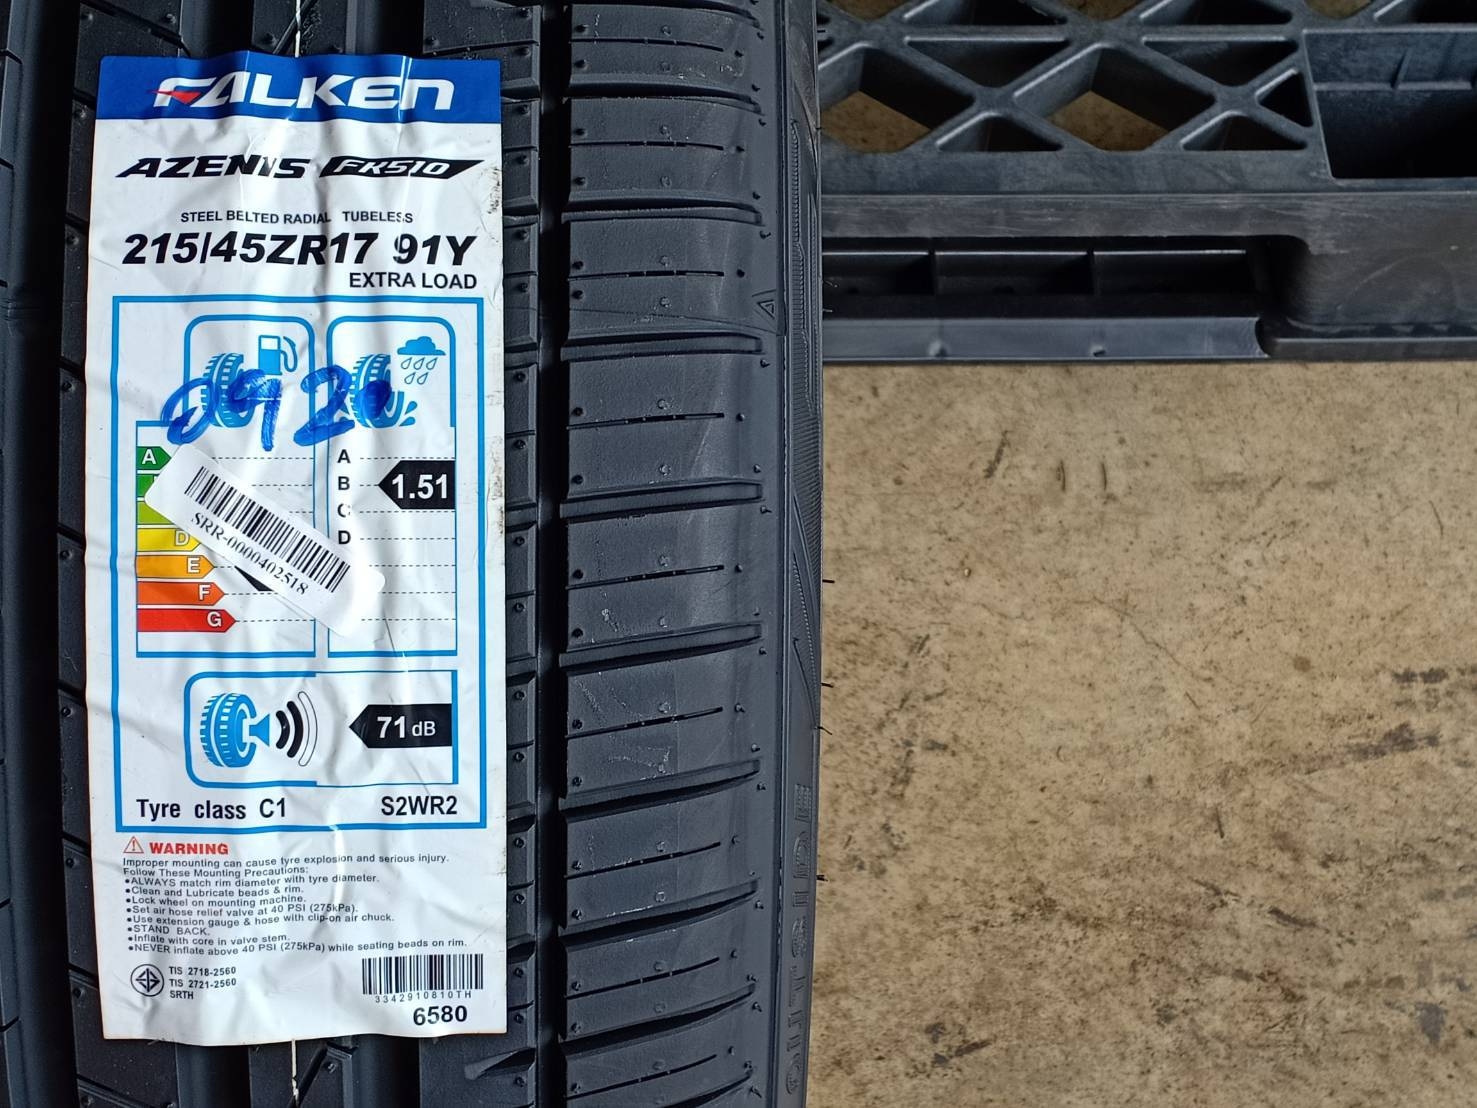 FALKEN
AZENIS FK510
STEEL BELTED RADIAL TUBELESS
215/45ZR17 91Y
EXTRA LOAD
0920
A
D
E
F
G
A
B
C
D
1.51
SRR-0000402518
71 dB
Tyre class C1 S2WR2
WARNING
Improper mounting can cause tyre explosion and serious injury.
Follow These Mounting Precautions:
•ALWAYS match rim diameter with tyre diameter.
•Clean and Lubricate beads & rim.
•Lock wheel on mounting machine.
•Set air hose relief valve at 40 PSI (275kPa).
•Use extension gauge & hose with clip-on air chuck.
•STAND BACK.
•Inflate with core in valve stem.
•NEVER inflate above 40 PSI (275kPa) while seating beads on rim.
TIS 2718-2560
TIS 2721-2560
SRTH
3342910810TH
6580